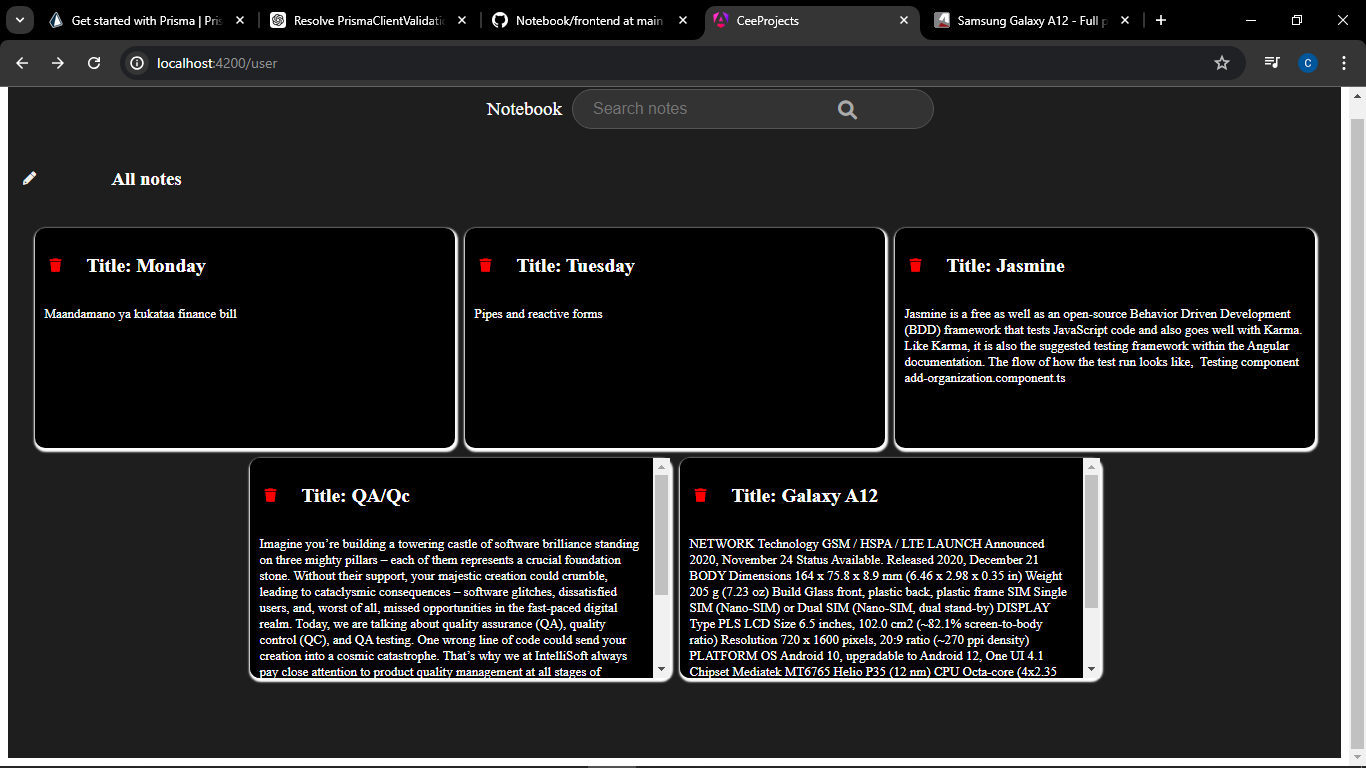 Get started with Prisma | Pris
Resolve PrismaClientValidatio
Notebook/frontend at main
CeeProjects
Samsung Galaxy A12 - Full p
localhost:4200/user
C
Notebook
Search notes
All notes
Title: Monday
Maandamano ya kukataa finance bill
Title: Tuesday
Pipes and reactive forms
Title: Jasmine
Jasmine is a free as well as an open-source Behavior Driven Development
(BDD) framework that tests JavaScript code and also goes well with Karma.
Like Karma, it is also the suggested testing framework within the Angular
documentation. The flow of how the test run looks like, Testing component
add-organization.component.ts
Title: QA/Qc
Imagine you’re building a towering castle of software brilliance standing
on three mighty pillars – each of them represents a crucial foundation
stone. Without their support, your majestic creation could crumble,
leading to cataclysmic consequences – software glitches, dissatisfied
users, and, worst of all, missed opportunities in the fast-paced digital
realm. Today, we are talking about quality assurance (QA), quality
control (QC), and QA testing. One wrong line of code could send your
creation into a cosmic catastrophe. That’s why we at IntelliSoft always
pay close attention to product quality management at all stages of
Title: Galaxy A12
NETWORK Technology GSM / HSPA / LTE LAUNCH Announced
2020, November 24 Status Available. Released 2020, December 21
BODY Dimensions 164 x 75.8 x 8.9 mm (6.46 x 2.98 x 0.35 in) Weight
205 g (7.23 oz) Build Glass front, plastic back, plastic frame SIM Single
SIM (Nano-SIM) or Dual SIM (Nano-SIM, dual stand-by) DISPLAY
Type PLS LCD Size 6.5 inches, 102.0 cm2 (~82.1% screen-to-body
ratio) Resolution 720 x 1600 pixels, 20:9 ratio (~270 ppi density)
PLATFORM OS Android 10, upgradable to Android 12, One UI 4.1
Chipset Mediatek MT6765 Helio P35 (12 nm) CPU Octa-core (4x2.35